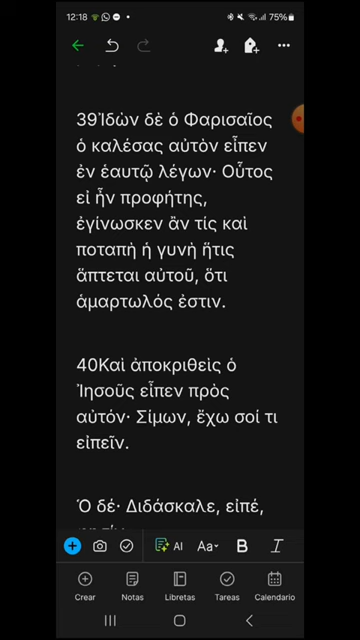 12:18
75%
39Ἰδὼν δὲ ὁ Φαρισαῖος
ὁ καλέσας αὐτὸν εἶπεν
ἐν ἑαυτῷ λέγων· Οὗτος
εἰ ἦν προφήτης,
ἐγίνωσκεν ἂν τίς καὶ
ποταπὴ ἡ γυνὴ ἥτις
ἅπτεται αὐτοῦ, ὅτι
ἁμαρτωλός ἐστιν.
40Καὶ ἀποκριθεὶς ὁ
Ἰησοῦς εἶπεν πρὸς
αὐτόν· Σίμων, ἔχω σοί τι
εἰπεῖν.
Ὁ δέ· Διδάσκαλε, εἰπέ,
AI Aa B I
Crear Notas Libretas Tareas Calendario